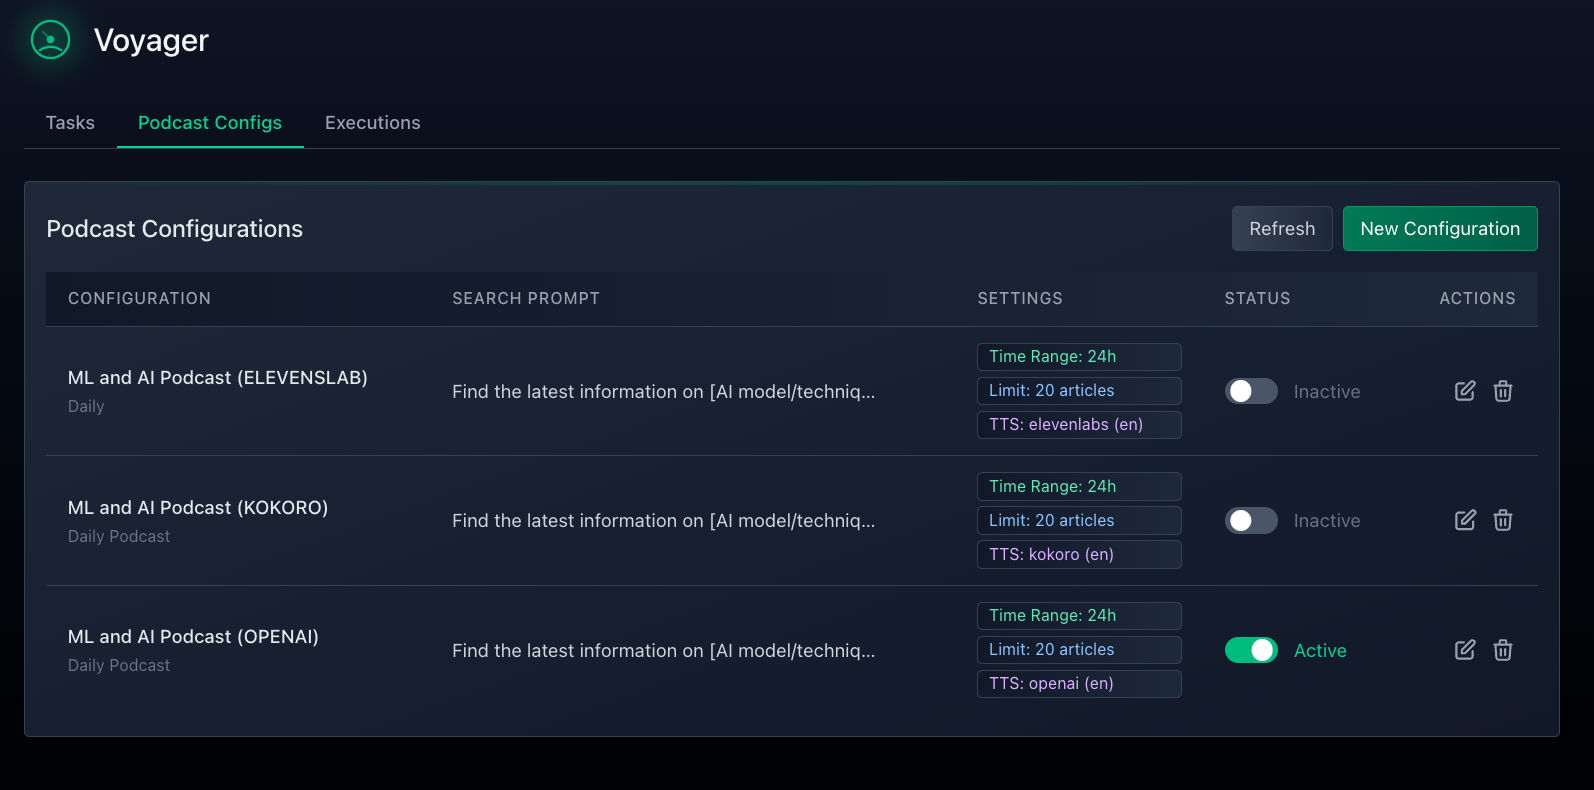 Voyager
Tasks
Podcast Configs
Executions
Podcast Configurations
Refresh
New Configuration
CONFIGURATION
SEARCH PROMPT
SETTINGS
STATUS
ACTIONS
ML and AI Podcast (ELEVENSLAB)
Daily
Find the latest information on [AI model/techniq...
Time Range: 24h
Limit: 20 articles
TTS: elevenlabs (en)
Inactive
ML and AI Podcast (KOKORO)
Daily Podcast
Find the latest information on [AI model/techniq...
Time Range: 24h
Limit: 20 articles
TTS: kokoro (en)
Inactive
ML and AI Podcast (OPENAI)
Daily Podcast
Find the latest information on [AI model/techniq...
Time Range: 24h
Limit: 20 articles
TTS: openai (en)
Active